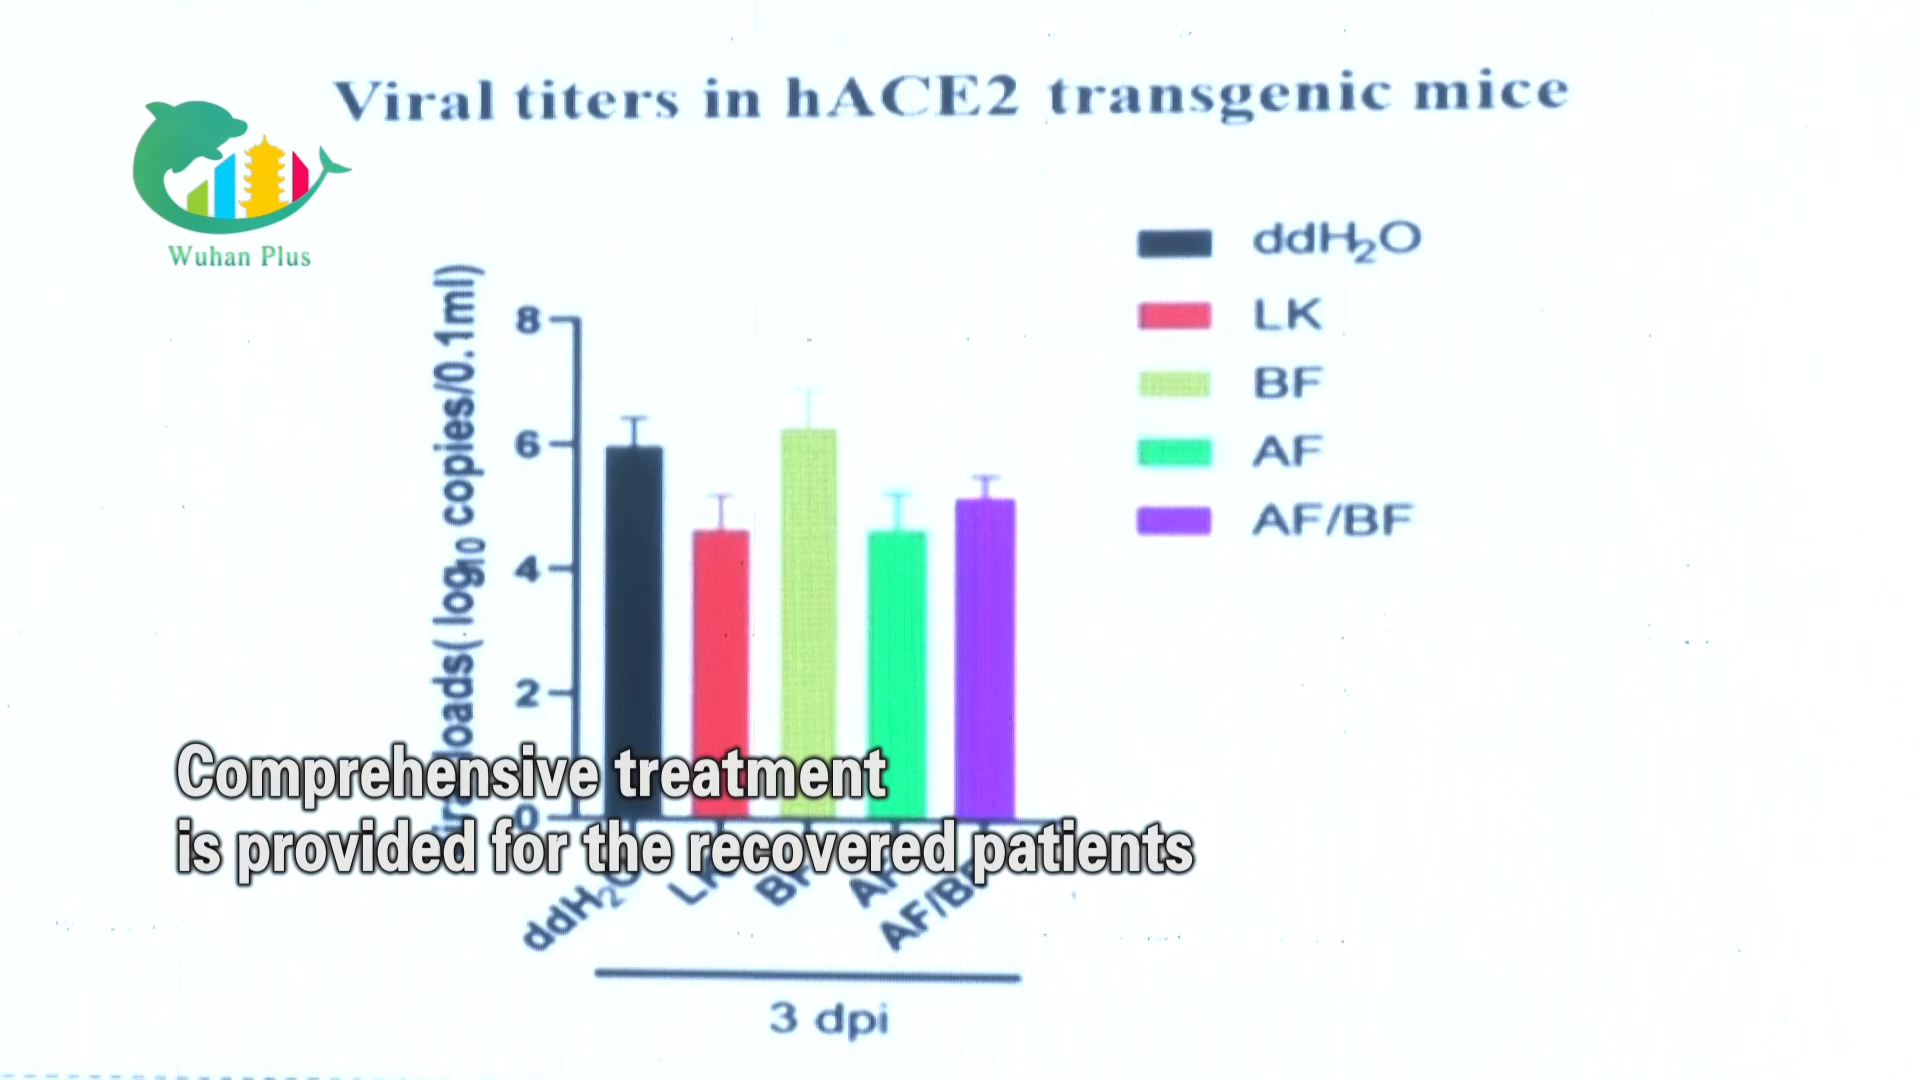 Viral titers in hACE2 transgenic mice
Wuhan Plus
ddH₂O
LK
BF
AF
AF/BF
loads( log₁₀ copies/0.1ml)
8
6
4
2
0
Comprehensive treatment
is provided for the recovered patients
ddH₂O
LK
BF
AF
AF/BF
3 dpi